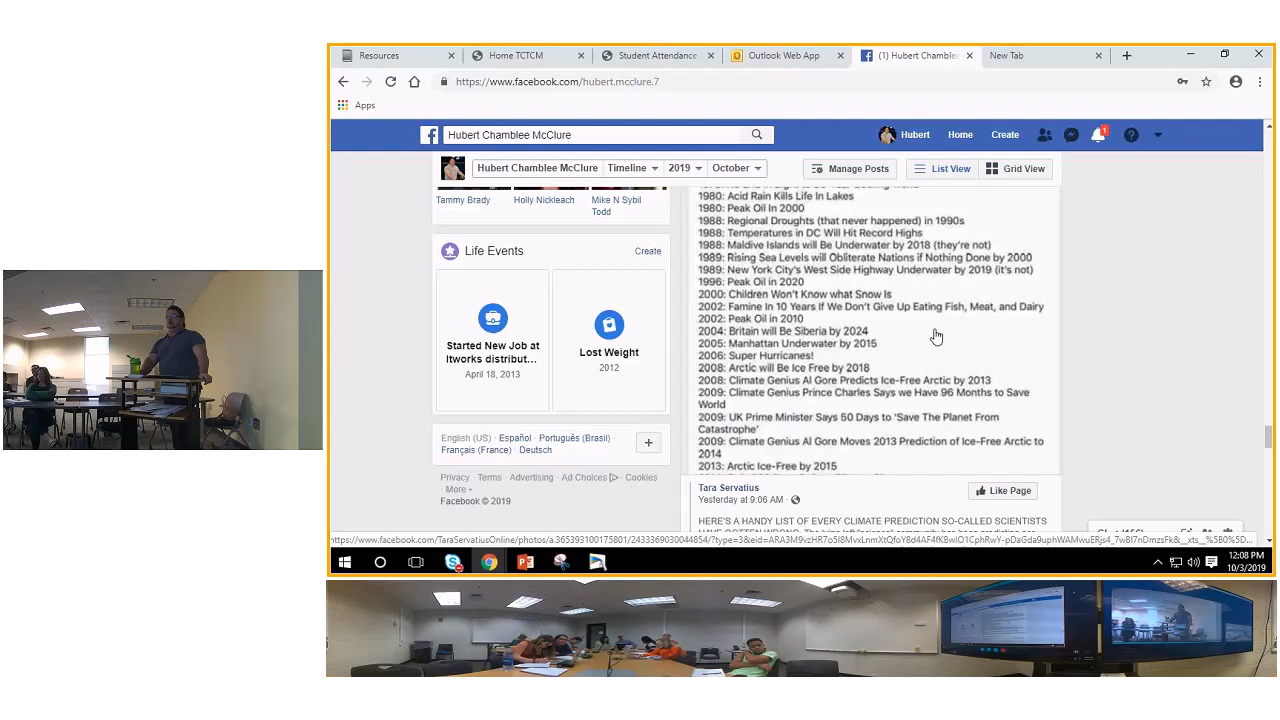 Resources
Home TCTCM
Student Attendance
Outlook Web App
(1) Hubert Chamblee
New Tab
https://www.facebook.com/hubert.mcclure.7
Apps
Hubert Chamblee McClure
Hubert
Home
Create
1
Hubert Chamblee McClure
Timeline
2019
October
Manage Posts
List View
Grid View
Tammy Brady
Holly Nickleach
Mike N Sybil
Todd
Life Events
Create
Started New Job at
Itworks distribut...
April 18, 2013
Lost Weight
2012
English (US) · Español · Português (Brasil) ·
Français (France) · Deutsch
Privacy · Terms · Advertising · Ad Choices · Cookies
· More
Facebook © 2019
1980: Acid Rain Kills Life In Lakes
1980: Peak Oil In 2000
1988: Regional Droughts (that never happened) in 1990s
1988: Temperatures in DC Will Hit Record Highs
1988: Maldive Islands will Be Underwater by 2018 (they're not)
1989: Rising Sea Levels will Obliterate Nations if Nothing Done by 2000
1989: New York City's West Side Highway Underwater by 2019 (it's not)
1996: Peak Oil in 2020
2000: Children Won't Know what Snow Is
2002: Famine In 10 Years If We Don't Give Up Eating Fish, Meat, and Dairy
2002: Peak Oil in 2010
2004: Britain will Be Siberia by 2024
2005: Manhattan Underwater by 2015
2006: Super Hurricanes!
2008: Arctic will Be Ice Free by 2018
2008: Climate Genius Al Gore Predicts Ice-Free Arctic by 2013
2009: Climate Genius Prince Charles Says we Have 96 Months to Save
World
2009: UK Prime Minister Says 50 Days to 'Save The Planet From
Catastrophe'
2009: Climate Genius Al Gore Moves 2013 Prediction of Ice-Free Arctic to
2014
2013: Arctic Ice-Free by 2015
Tara Servatius
Yesterday at 9:06 AM ·
Like Page
HERE'S A HANDY LIST OF EVERY CLIMATE PREDICTION SO-CALLED SCIENTISTS
12:08 PM
10/3/2019